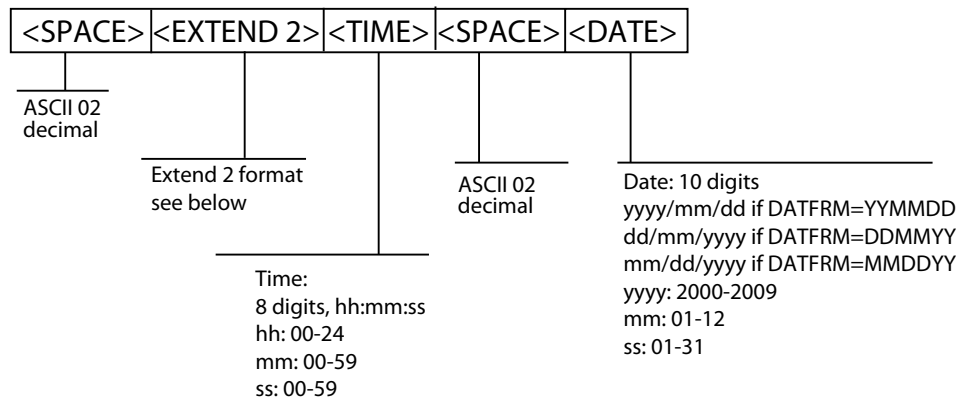 <SPACE> <EXTEND 2> <TIME> <SPACE> <DATE>
ASCII 02
decimal
Extend 2 format
see below
Time:
8 digits, hh:mm:ss
hh: 00-24
mm: 00-59
ss: 00-59
ASCII 02
decimal
Date: 10 digits
yyyy/mm/dd if DATFRM=YYMMDD
dd/mm/yyyy if DATFRM=DDMMYY
mm/dd/yyyy if DATFRM=MMDDYY
yyyy: 2000-2009
mm: 01-12
ss: 01-31